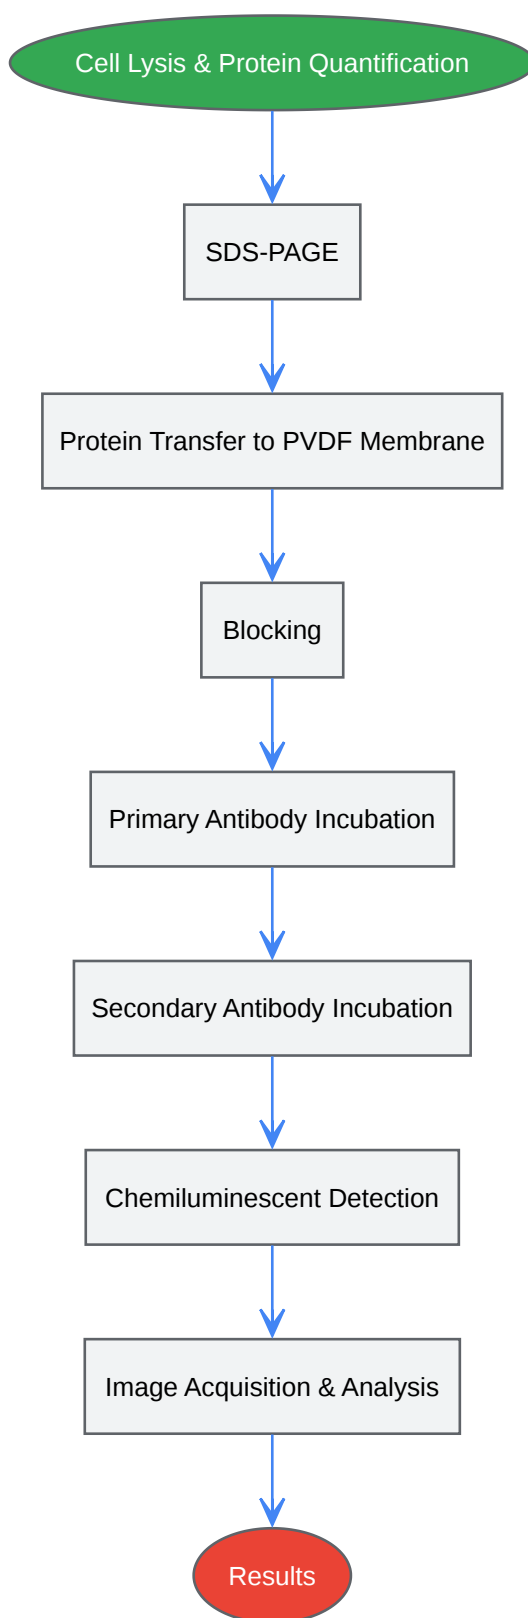 Cell Lysis & Protein Quantification
SDS-PAGE
Protein Transfer to PVDF Membrane
Blocking
Primary Antibody Incubation
Secondary Antibody Incubation
Chemiluminescent Detection
Image Acquisition & Analysis
Results